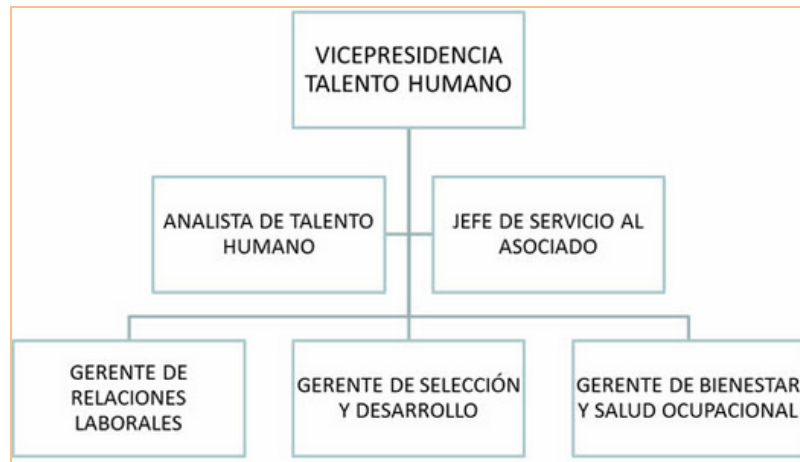 VICEPRESIDENCIA
TALENTO HUMANO
ANALISTA DE TALENTO
HUMANO
JEFE DE SERVICIO AL
ASOCIADO
GERENTE DE
RELACIONES
LABORALES
GERENTE DE SELECCIÓN
Y DESARROLLO
GERENTE DE BIENESTAR
Y SALUD OCUPACIONAL